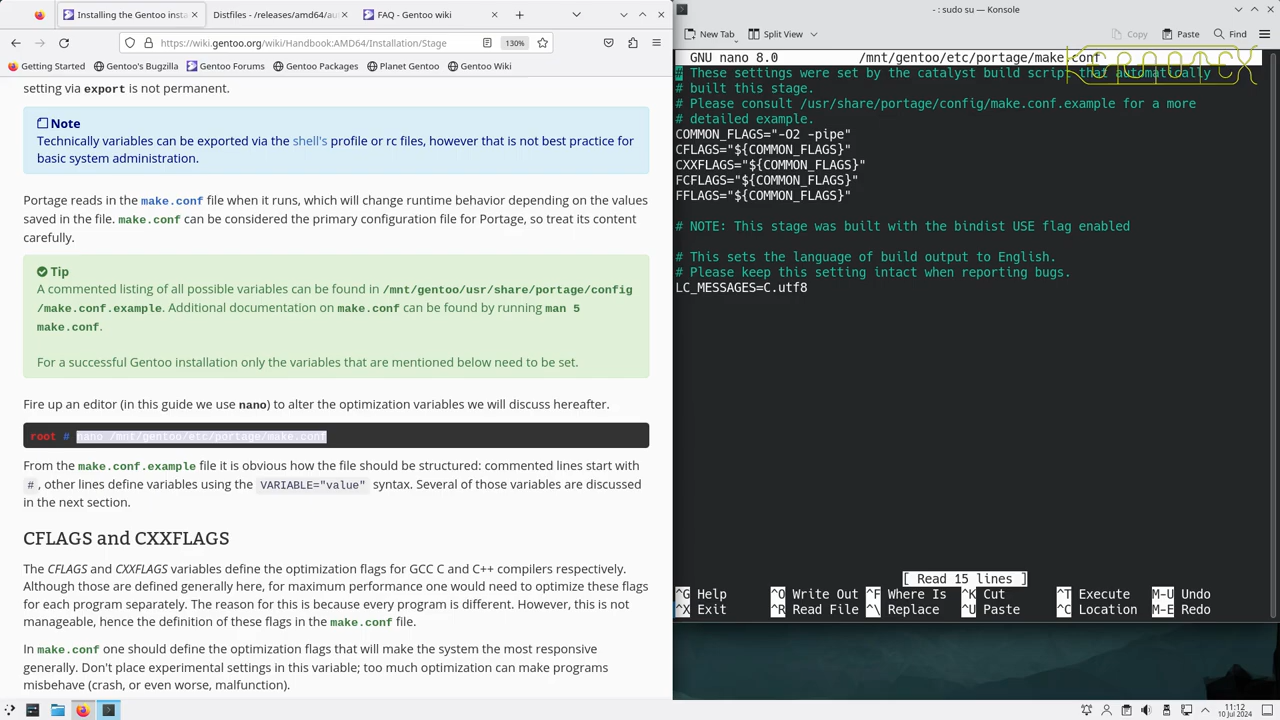 Installing the Gentoo insta
Distfiles - /releases/amd64/au
FAQ - Gentoo wiki
https://wiki.gentoo.org/wiki/Handbook:AMD64/Installation/Stage
130%
Getting Started
Gentoo's Bugzilla
Gentoo Forums
Gentoo Packages
Planet Gentoo
Gentoo Wiki
setting via export is not permanent.
Note
Technically variables can be exported via the shell's profile or rc files, however that is not best practice for
basic system administration.
Portage reads in the make.conf file when it runs, which will change runtime behavior depending on the values
saved in the file. make.conf can be considered the primary configuration file for Portage, so treat its content
carefully.
Tip
A commented listing of all possible variables can be found in /mnt/gentoo/usr/share/portage/config
/make.conf.example. Additional documentation on make.conf can be found by running man 5
make.conf.
For a successful Gentoo installation only the variables that are mentioned below need to be set.
Fire up an editor (in this guide we use nano) to alter the optimization variables we will discuss hereafter.
root # nano /mnt/gentoo/etc/portage/make.conf
From the make.conf.example file it is obvious how the file should be structured: commented lines start with
#, other lines define variables using the VARIABLE="value" syntax. Several of those variables are discussed
in the next section.
CFLAGS and CXXFLAGS
The CFLAGS and CXXFLAGS variables define the optimization flags for GCC C and C++ compilers respectively.
Although those are defined generally here, for maximum performance one would need to optimize these flags
for each program separately. The reason for this is because every program is different. However, this is not
manageable, hence the definition of these flags in the make.conf file.
In make.conf one should define the optimization flags that will make the system the most responsive
generally. Don't place experimental settings in this variable; too much optimization can make programs
misbehave (crash, or even worse, malfunction).
- : sudo su — Konsole
New Tab
Split View
Copy
Paste
Find
GNU nano 8.0 /mnt/gentoo/etc/portage/make.conf
KERNOTEX
# These settings were set by the catalyst build script that automatically
# built this stage.
# Please consult /usr/share/portage/config/make.conf.example for a more
# detailed example.
COMMON_FLAGS="-O2 -pipe"
CFLAGS="${COMMON_FLAGS}"
CXXFLAGS="${COMMON_FLAGS}"
FCFLAGS="${COMMON_FLAGS}"
FFLAGS="${COMMON_FLAGS}"
# NOTE: This stage was built with the bindist USE flag enabled
# This sets the language of build output to English.
# Please keep this setting intact when reporting bugs.
LC_MESSAGES=C.utf8
[ Read 15 lines ]
^G Help ^O Write Out ^F Where Is ^K Cut ^T Execute M-U Undo
^X Exit ^R Read File ^\ Replace ^U Paste ^C Location M-E Redo
11:12
10 Jul 2024